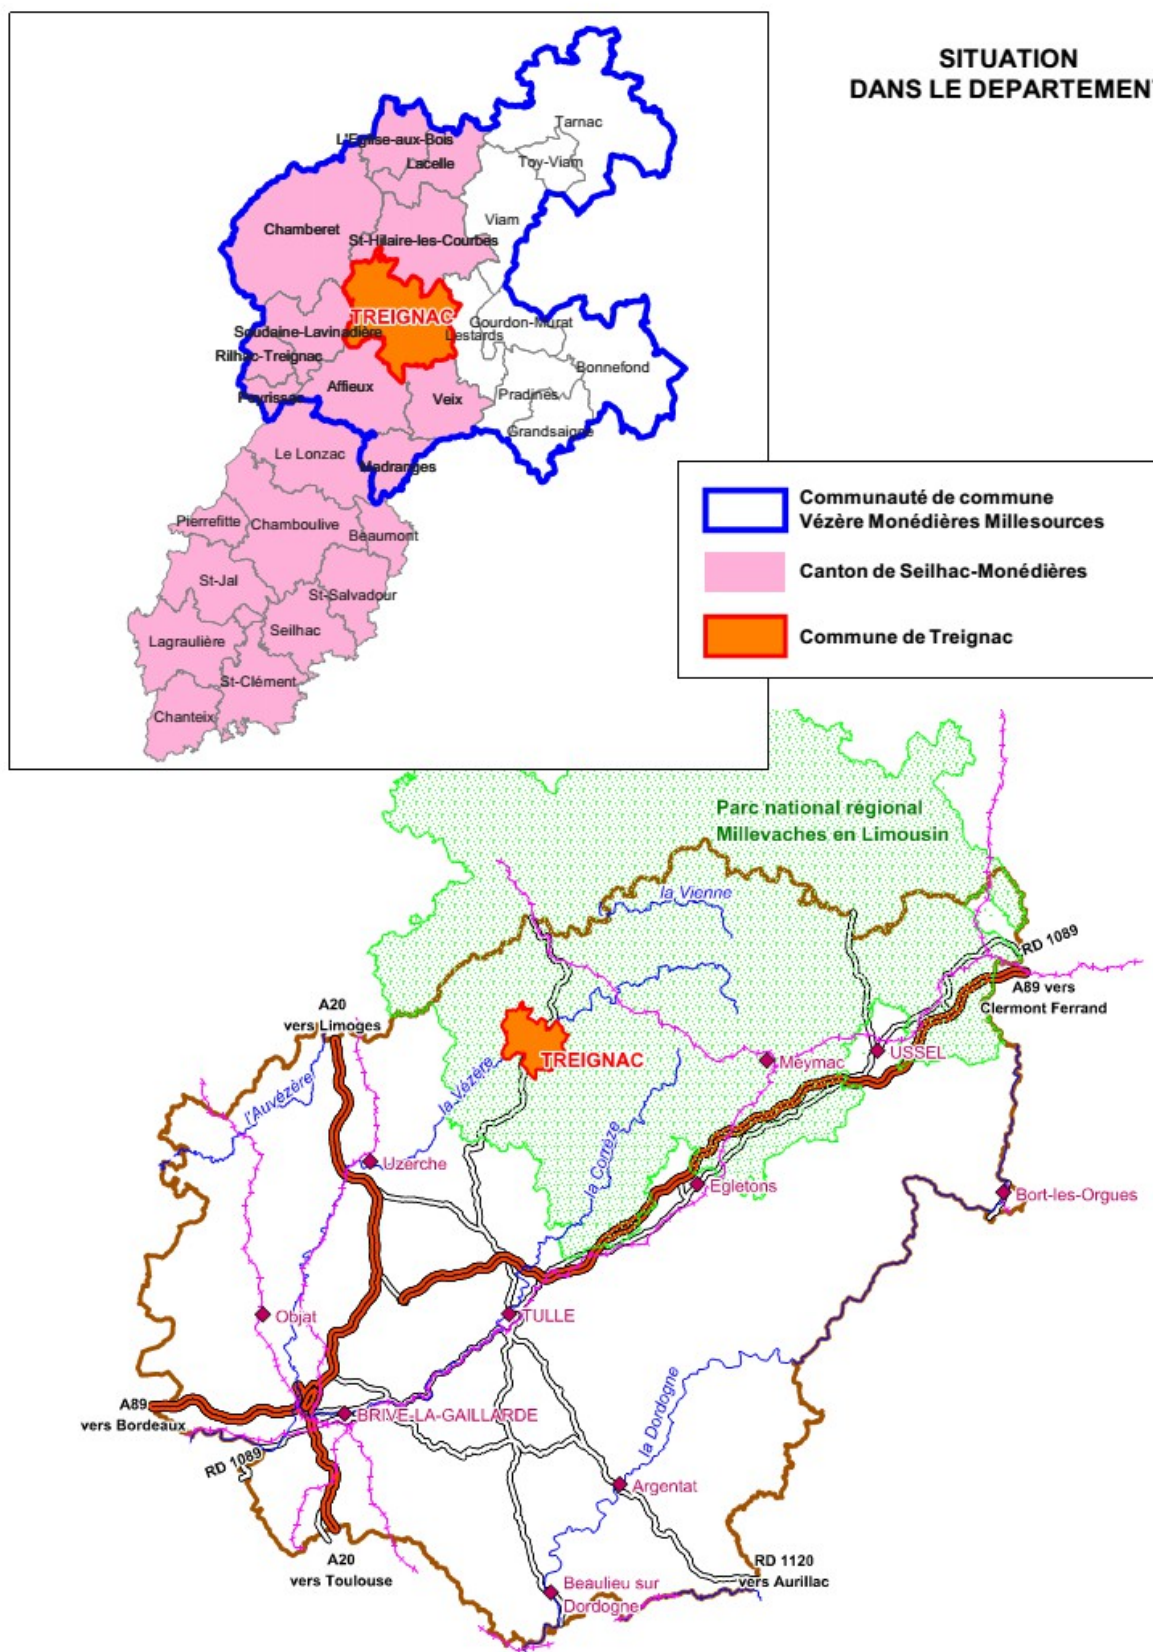 SITUATION
DANS LE DEPARTEMENT
Tarnac
L'Eglise-aux-Bois
Lacelle
Toy-Viam
Viam
Chamberet
St-Hilaire-les-Courbes
TREIGNAC
Gourdon-Murat
Lestards
Soudaine-Lavinadière
Rilhac-Treignac
Bonnefond
Affieux
Peyrissac
Veix
Pradines
Grandsaigne
Le Lonzac
Madranges
Pierrefitte
Chamboulive
Beaumont
St-Jal
St-Salvadour
Lagraulière
Seilhac
St-Clément
Chanteix
Communauté de commune
Vézère Monédières Millesources
Canton de Seilhac-Monédières
Commune de Treignac
Parc national régional
Millevaches en Limousin
la Vienne
RD 1089
A89 vers
Clermont Ferrand
A20
vers Limoges
TREIGNAC
Meymac
USSEL
l'Auvézère
la Vézère
la Corrèze
Uzerche
Egletons
Bort-les-Orgues
Objat
TULLE
la Dordogne
A89
vers Bordeaux
BRIVE-LA-GAILLARDE
RD 1089
Argentat
A20
vers Toulouse
RD 1120
vers Aurillac
Beaulieu sur
Dordogne